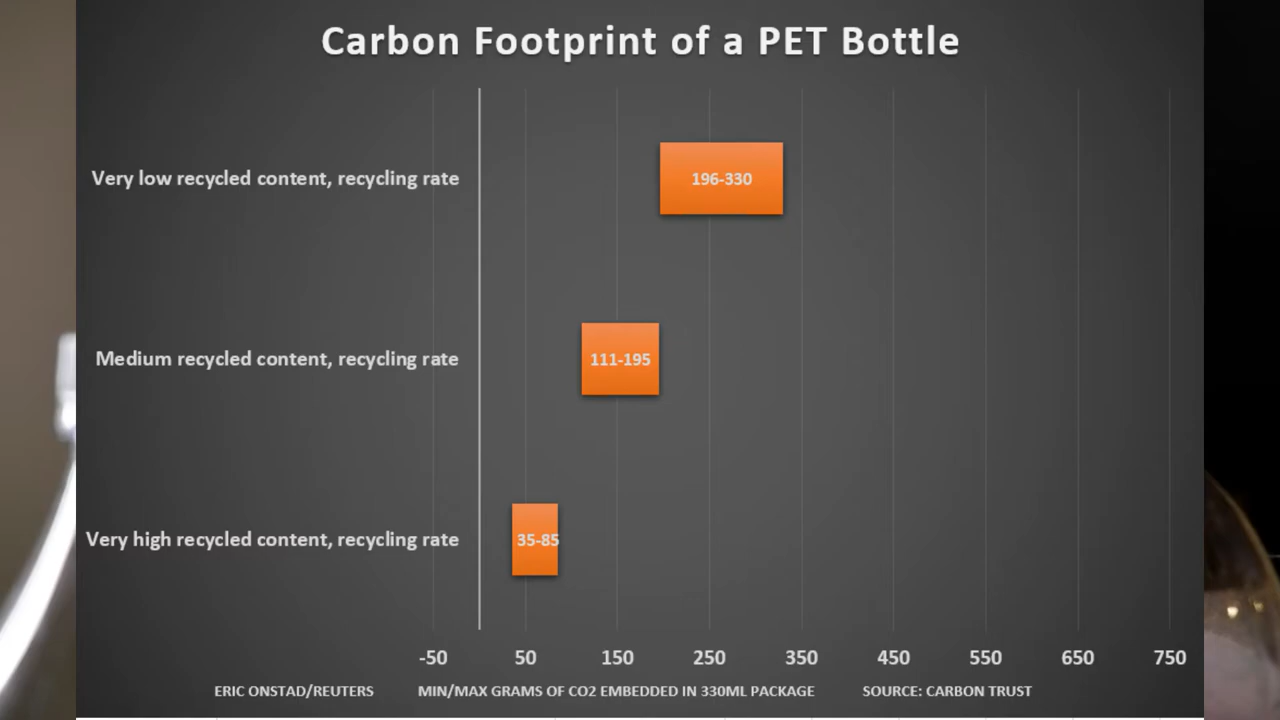 Carbon Footprint of a PET Bottle
Very low recycled content, recycling rate
196-330
Medium recycled content, recycling rate
111-195
Very high recycled content, recycling rate
35-85
-50 50 150 250 350 450 550 650 750
ERIC ONSTAD/REUTERS MIN/MAX GRAMS OF CO2 EMBEDDED IN 330ML PACKAGE SOURCE: CARBON TRUST